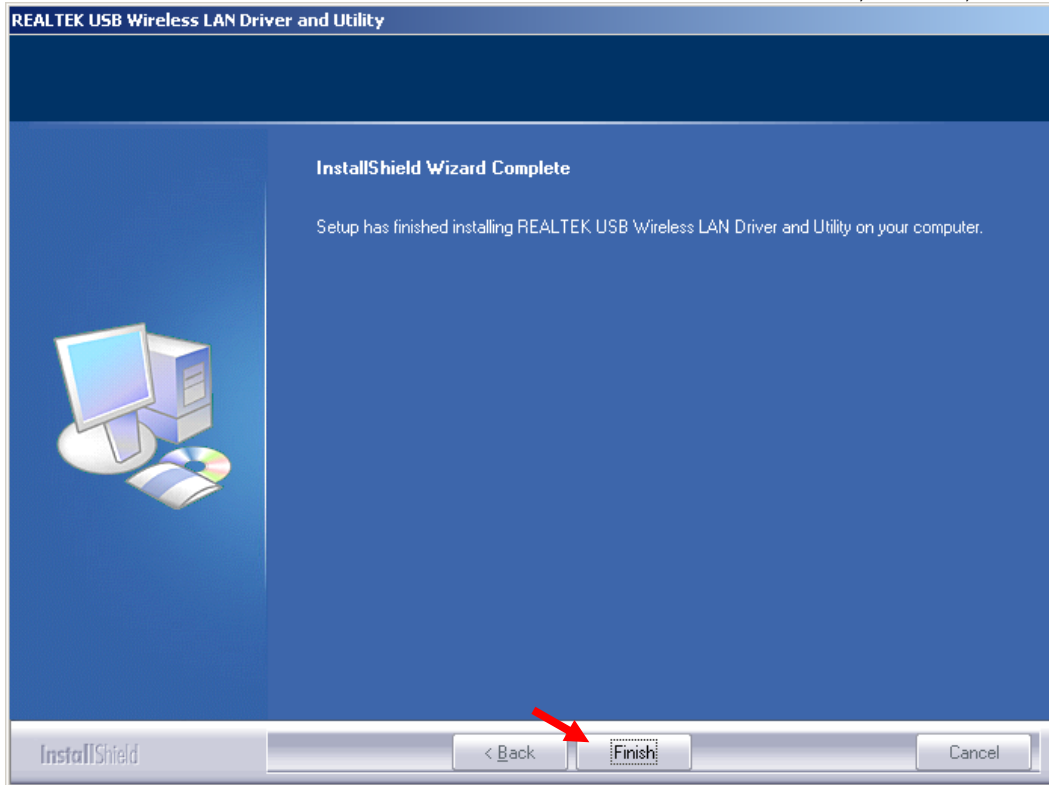 REALTEK USB Wireless LAN Driver and Utility
InstallShield Wizard Complete
Setup has finished installing REALTEK USB Wireless LAN Driver and Utility on your computer.
InstallShield
< Back
Finish
Cancel